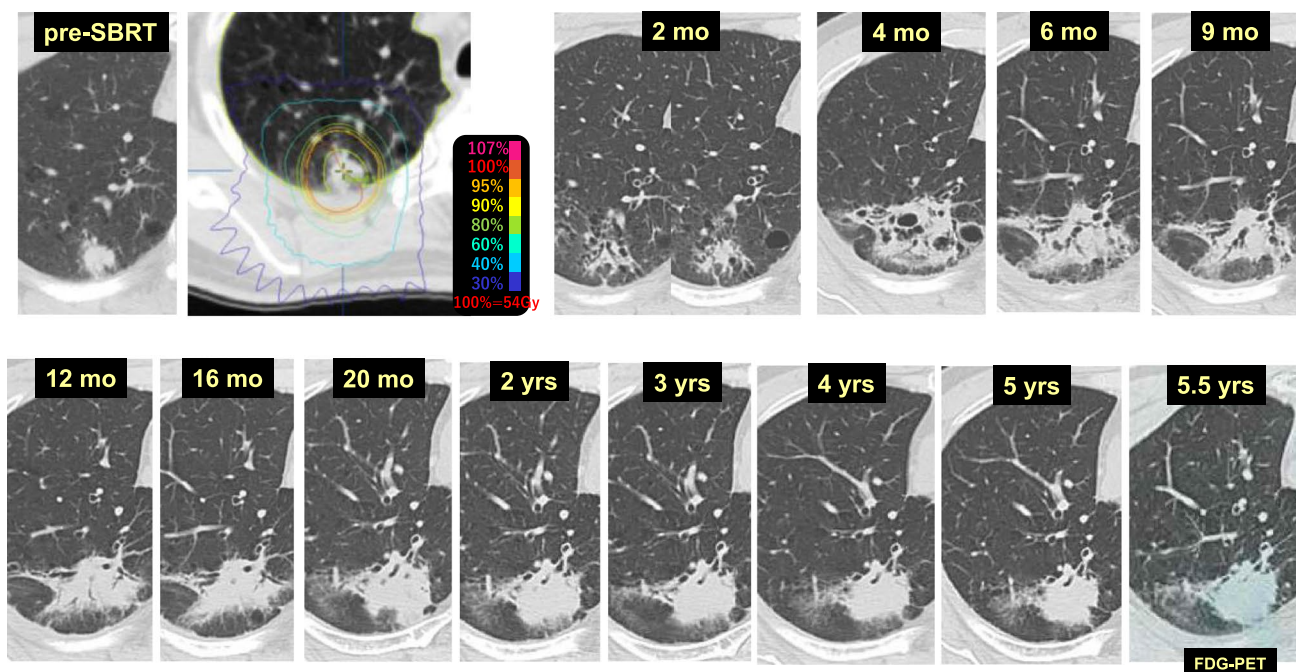 pre-SBRT
2 mo
4 mo
6 mo
9 mo
107%
100%
95%
90%
80%
60%
40%
30%
100%=54Gy
12 mo
16 mo
20 mo
2 yrs
3 yrs
4 yrs
5 yrs
5.5 yrs
FDG-PET